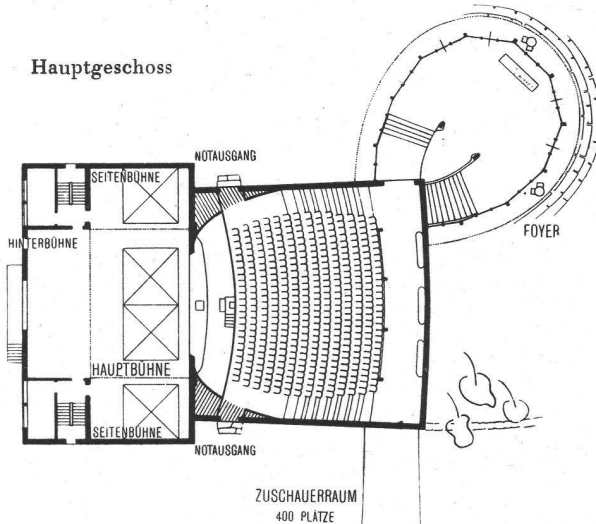 Hauptgeschoss
NOTAUSGANG
SEITENBÜHNE
HINTERBÜHNE
FOYER
HAUPTBÜHNE
SEITENBÜHNE
NOTAUSGANG
ZUSCHAUERRAUM
400 PLÄTZE